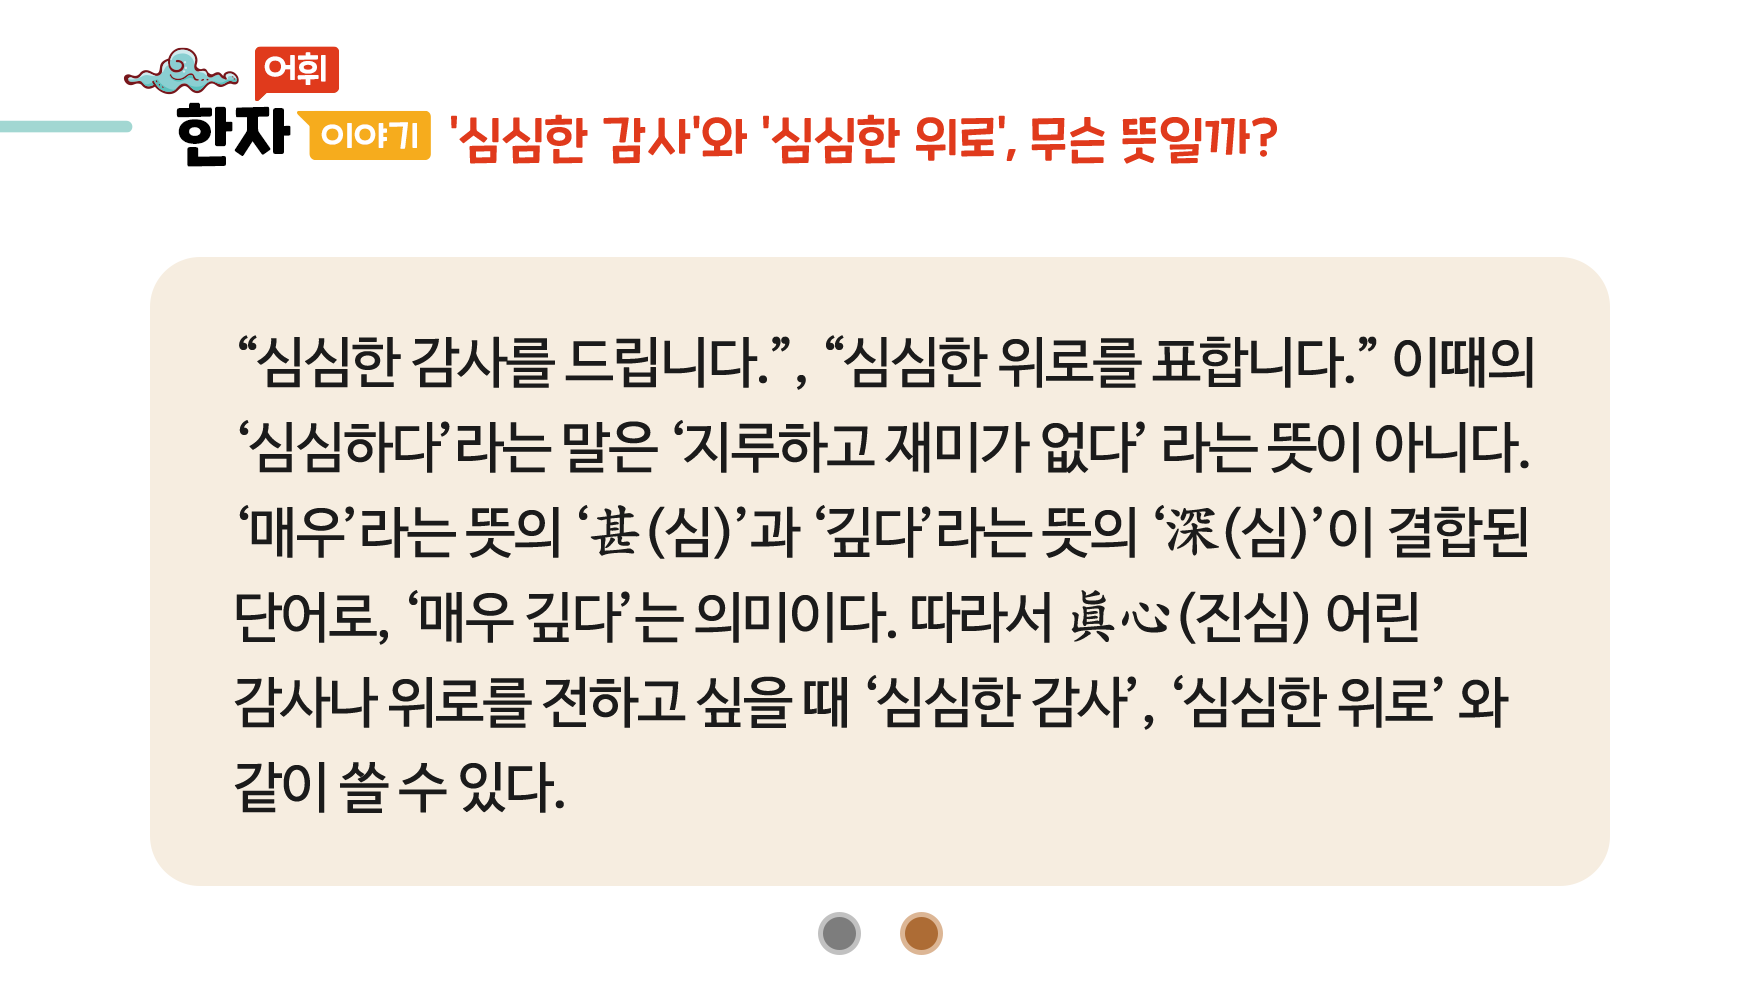 어휘
한자 이야기 '심심한 감사'와 '심심한 위로', 무슨 뜻일까?
“심심한 감사를 드립니다.”, “심심한 위로를 표합니다.” 이때의
‘심심하다’라는 말은 ‘지루하고 재미가 없다’ 라는 뜻이 아니다.
‘매우’라는 뜻의 ‘甚(심)’과 ‘깊다’라는 뜻의 ‘深(심)’이 결합된
단어로, ‘매우 깊다’는 의미이다. 따라서 眞心(진심) 어린
감사나 위로를 전하고 싶을 때 ‘심심한 감사’, ‘심심한 위로’ 와
같이 쓸 수 있다.